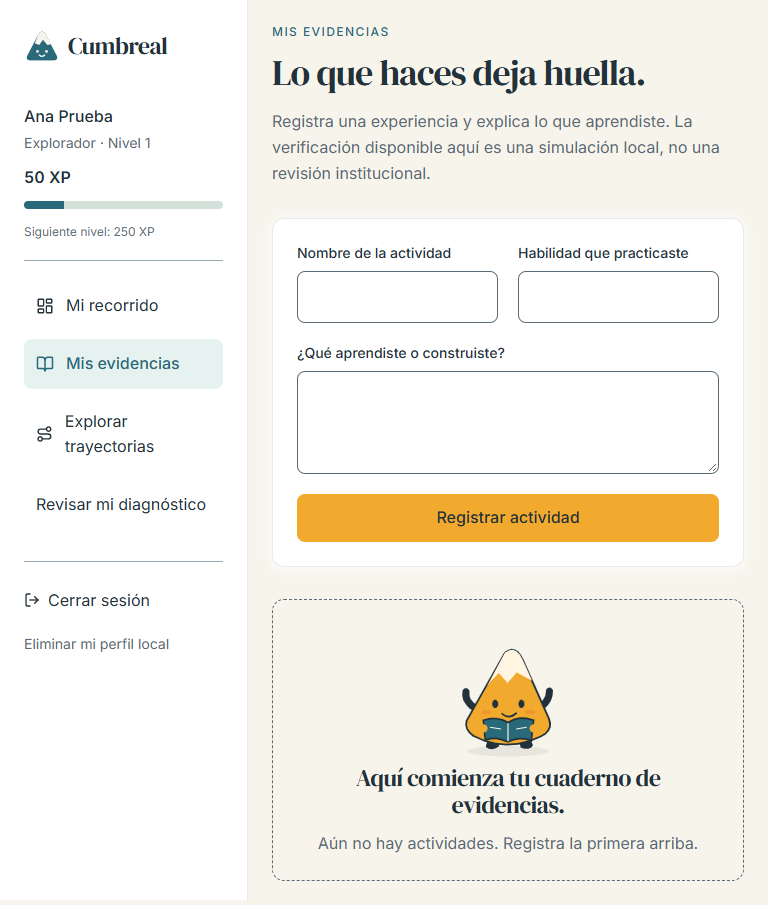 Cumbreal
Ana Prueba
Explorador · Nivel 1
50 XP
Siguiente nivel: 250 XP
Mi recorrido
Mis evidencias
Explorar
trayectorias
Revisar mi diagnóstico
Cerrar sesión
Eliminar mi perfil local
MIS EVIDENCIAS
Lo que haces deja huella.
Registra una experiencia y explica lo que aprendiste. La
verificación disponible aquí es una simulación local, no una
revisión institucional.
Nombre de la actividad
Habilidad que practicaste
¿Qué aprendiste o construiste?
Registrar actividad
Aquí comienza tu cuaderno de
evidencias.
Aún no hay actividades. Registra la primera arriba.